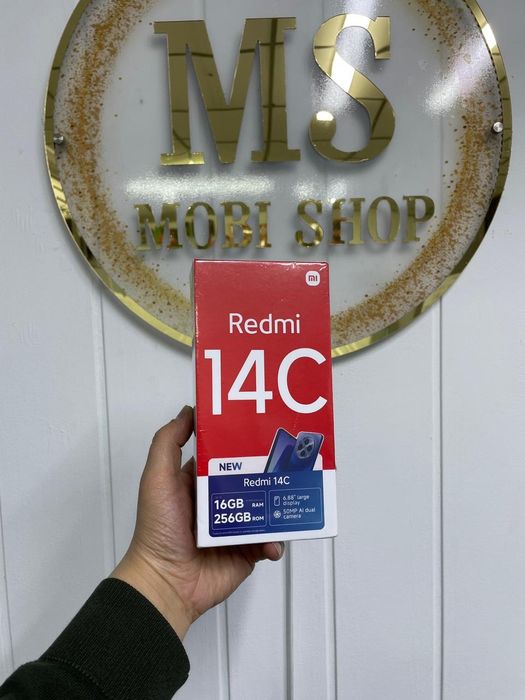 MS
MOBI SHOP
mi
Redmi
14C
NEW
Redmi 14C
16GB RAM
256GB ROM
6.88" large
display
50MP AI dual
camera